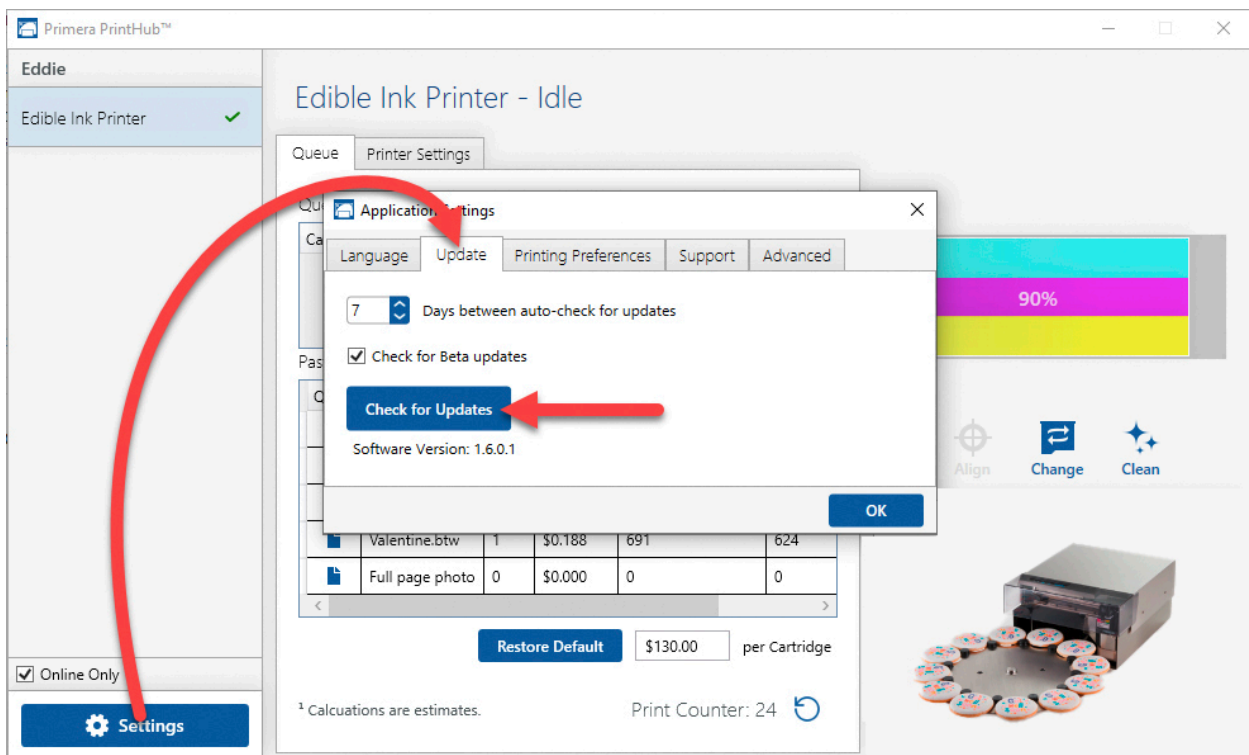 Primera PrintHub™
Eddie
Edible Ink Printer
Online Only
Settings
Edible Ink Printer - Idle
Queue
Printer Settings
Application Settings
Language
Update
Printing Preferences
Support
Advanced
7 Days between auto-check for updates
Check for Beta updates
Check for Updates
Software Version: 1.6.0.1
OK
Valentine.btw 1 $0.188 691 624
Full page photo 0 $0.000 0 0
Restore Default $130.00 per Cartridge
¹ Calcuations are estimates.
Print Counter: 24
90%
Align
Change
Clean